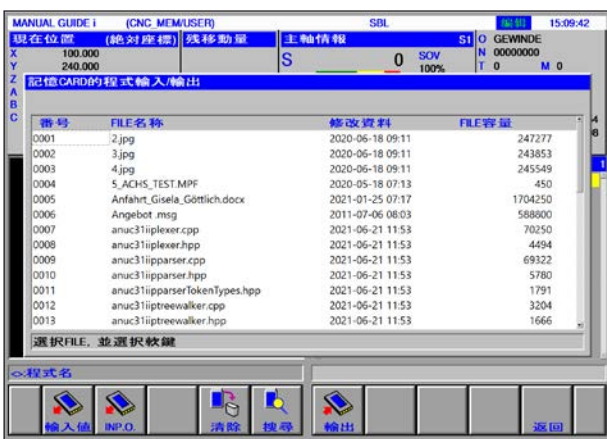 MANUAL GUIDE i (CNC_MEM/USER) SBL 編輯 15:09:42
現在位置 (絶対座標) 残移動量 主軸情報 S1 O GEWINDE
X 100.000 S 0 SOV N 00000000
Y 240.000 100% T 0 M 0
Z
A
B
C
記憶CARD的程式輸入/輸出
番号 FILE名称 修改資料 FILE容量
0001 2.jpg 2020-06-18 09:11 247277
0002 3.jpg 2020-06-18 09:11 243853
0003 4.jpg 2020-06-18 09:11 245549
0004 5_ACHS_TEST.MPF 2020-05-18 07:13 450
0005 Anfahrt_Gisela_Göttlich.docx 2021-01-25 07:17 1704250
0006 Angebot .msg 2011-07-06 08:03 588800
0007 anuc31iiplexer.cpp 2021-06-21 11:53 70250
0008 anuc31iiplexer.hpp 2021-06-21 11:53 4494
0009 anuc31iipparser.cpp 2021-06-21 11:53 69322
0010 anuc31iipparser.hpp 2021-06-21 11:53 5780
0011 anuc31iipparserTokenTypes.hpp 2021-06-21 11:53 1791
0012 anuc31iiptreewalker.cpp 2021-06-21 11:53 3204
0013 anuc31iiptreewalker.hpp 2021-06-21 11:53 1666
選択FILE, 並選択軟鍵
<>:程式名
輸入値 INP.O. 清除 搜尋 輸出 返回